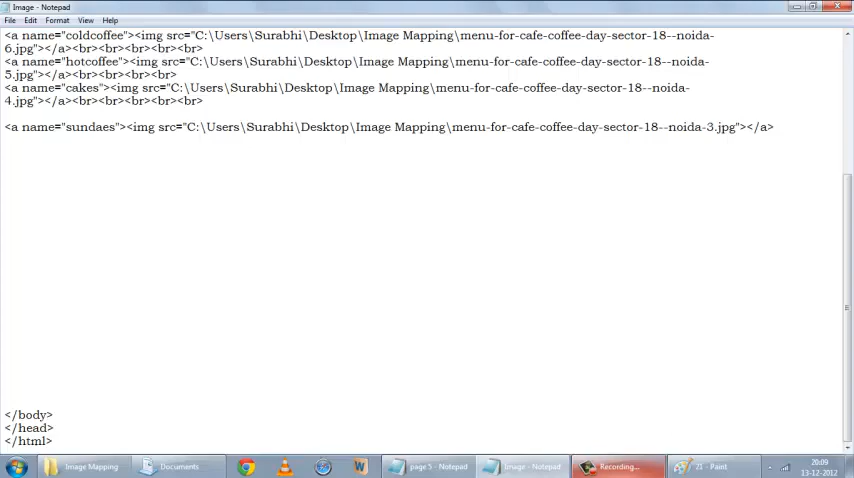 Image - Notepad
File Edit Format View Help
<a name="coldcoffee"><img src="C:\Users\Surabhi\Desktop\Image Mapping\menu-for-cafe-coffee-day-sector-18--noida-
6.jpg"></a><br><br><br><br><br>
<a name="hotcoffee"><img src="C:\Users\Surabhi\Desktop\Image Mapping\menu-for-cafe-coffee-day-sector-18--noida-
5.jpg"></a><br><br><br><br>
<a name="cakes"><img src="C:\Users\Surabhi\Desktop\Image Mapping\menu-for-cafe-coffee-day-sector-18--noida-
4.jpg"></a><br><br><br><br><br>
<a name="sundaes"><img src="C:\Users\Surabhi\Desktop\Image Mapping\menu-for-cafe-coffee-day-sector-18--noida-3.jpg"></a>
</body>
</head>
</html>
Image Mapping Documents W page 5 - Notepad Image - Notepad Recording... 21 - Paint 20:09
13-12-2012